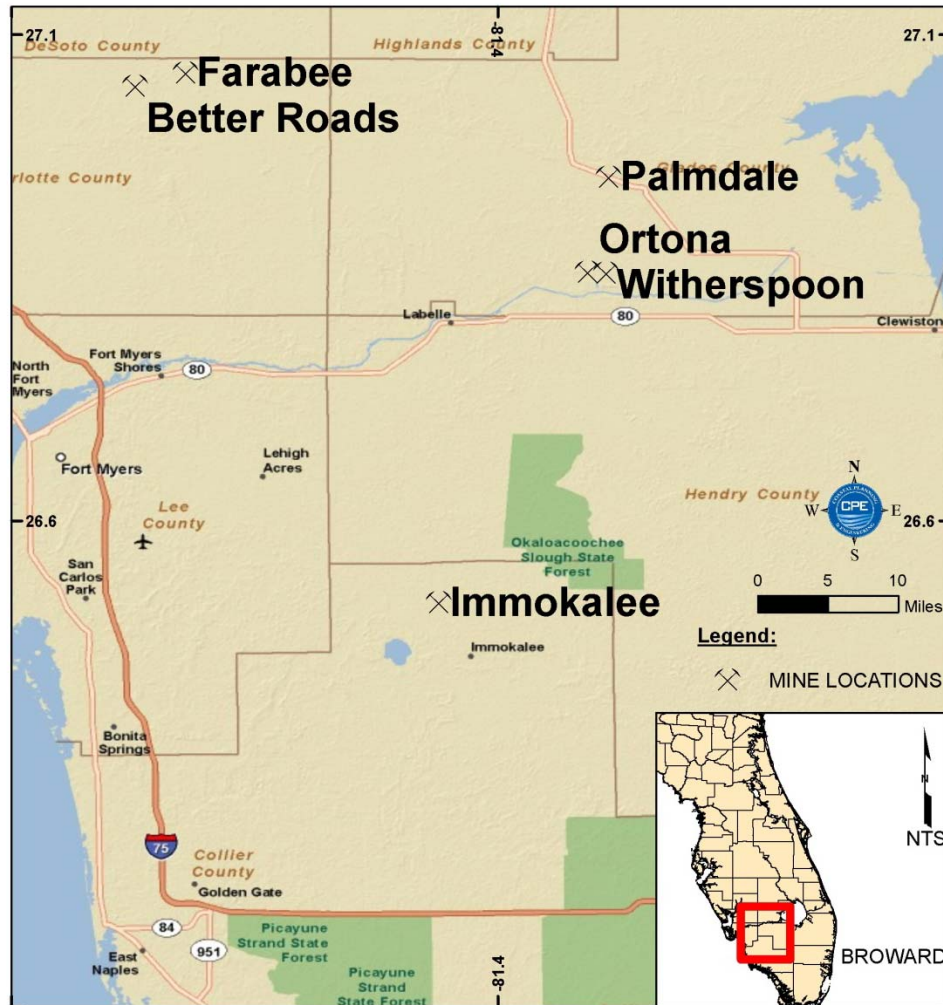 27.1
-81.4
27.1
DeSoto County
Highlands County
Farabee
Better Roads
rlotte County
Glades County
Palmdale
Ortona
Witherspoon
Labelle
80
Clewiston
Fort Myers
Shores
80
North
Fort
Myers
Fort Myers
Lehigh
Acres
Lee
County
Hendry County
N
W
E
S
COASTAL PLANNING
& ENGINEERING
CPE
26.6
26.6
Okaloacoochee
Slough State
Forest
San
Carlos
Park
0 5 10
Miles
Immokalee
Immokalee
Legend:
MINE LOCATIONS
Bonita
Springs
75
Collier
County
Golden Gate
84
951
East
Naples
Picayune
Strand State
Forest
Picayune
Strand
State Forest
-81.4
N
NTS
BROWARD